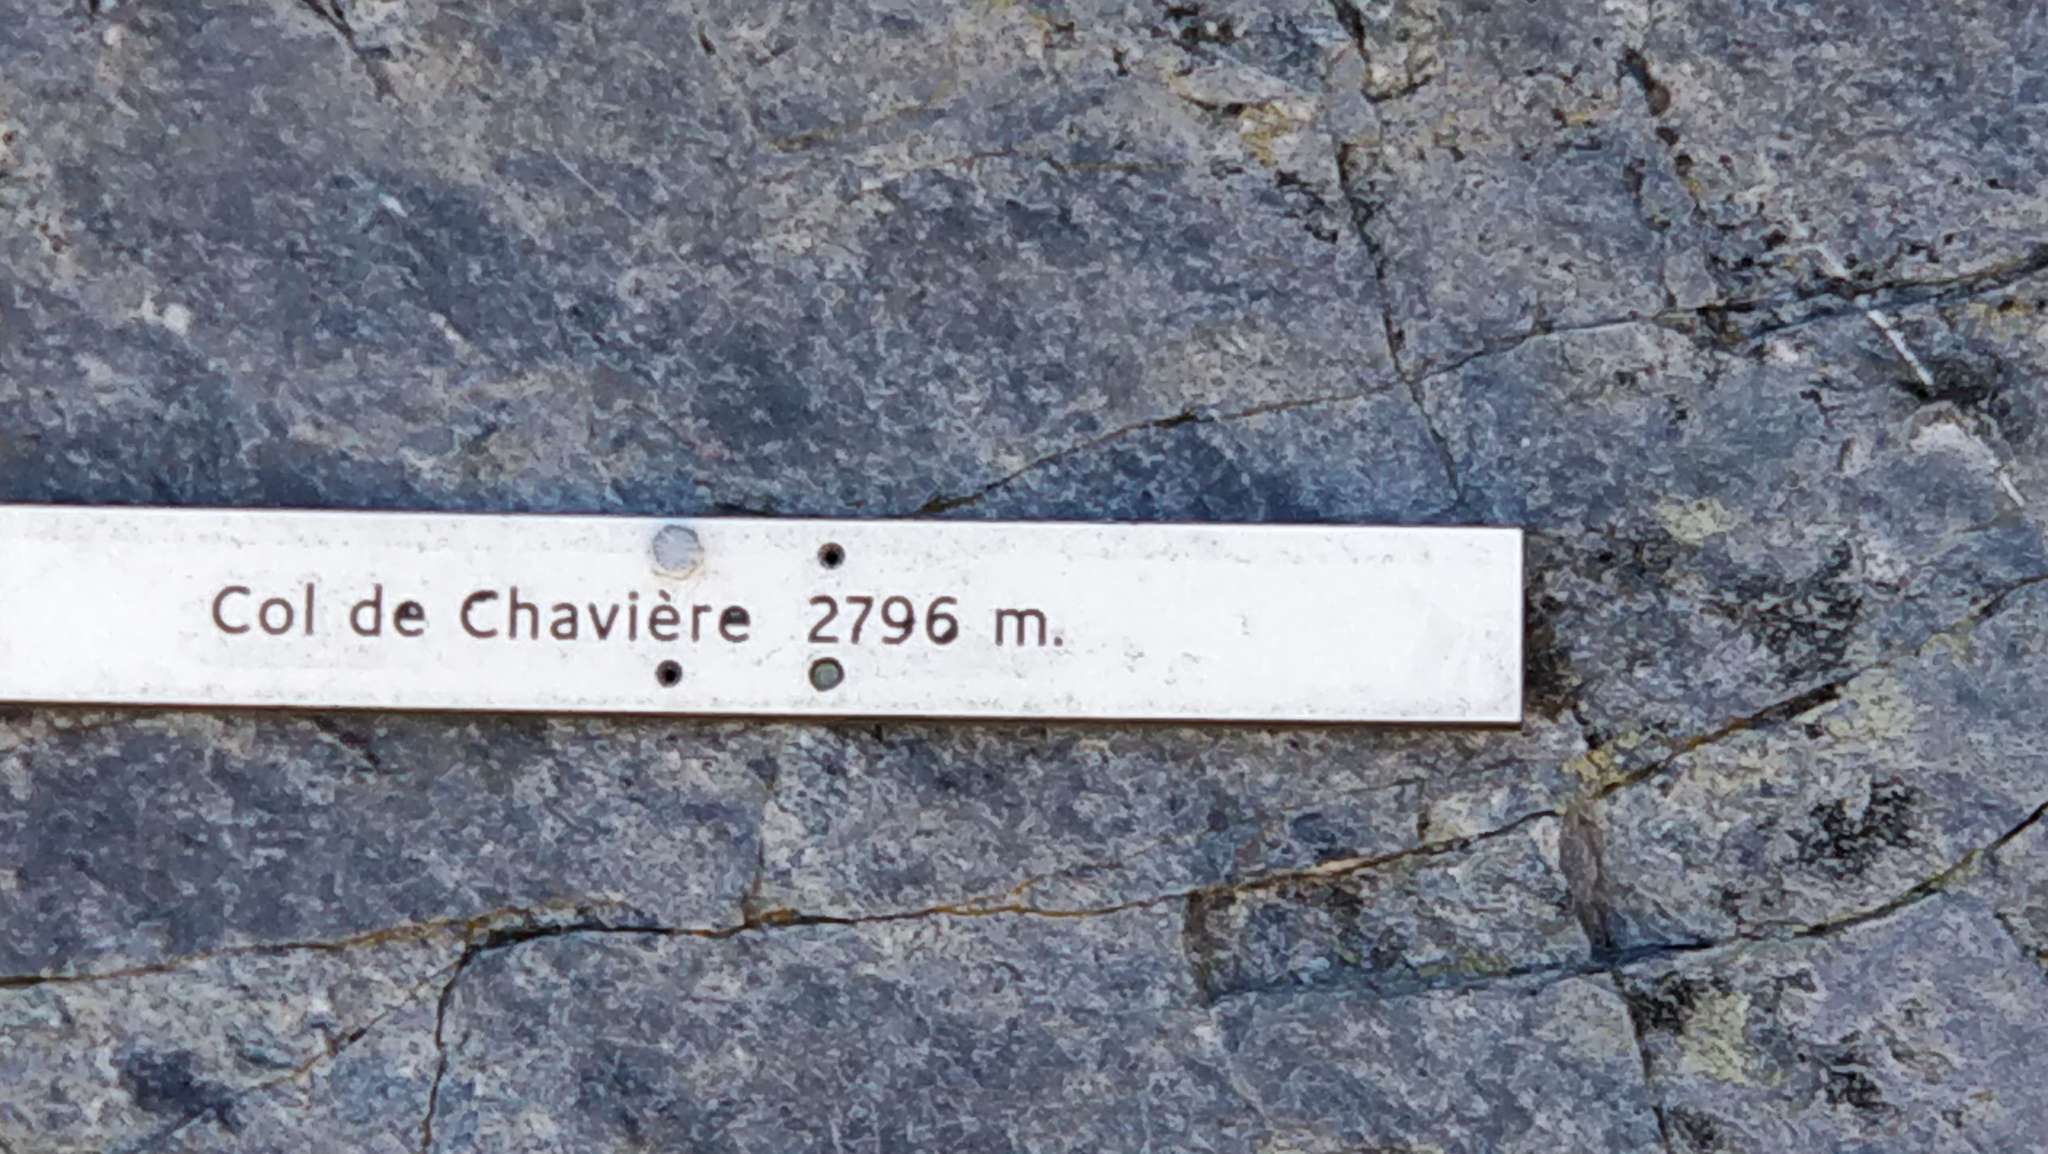 Col de Chavière 2796 m.